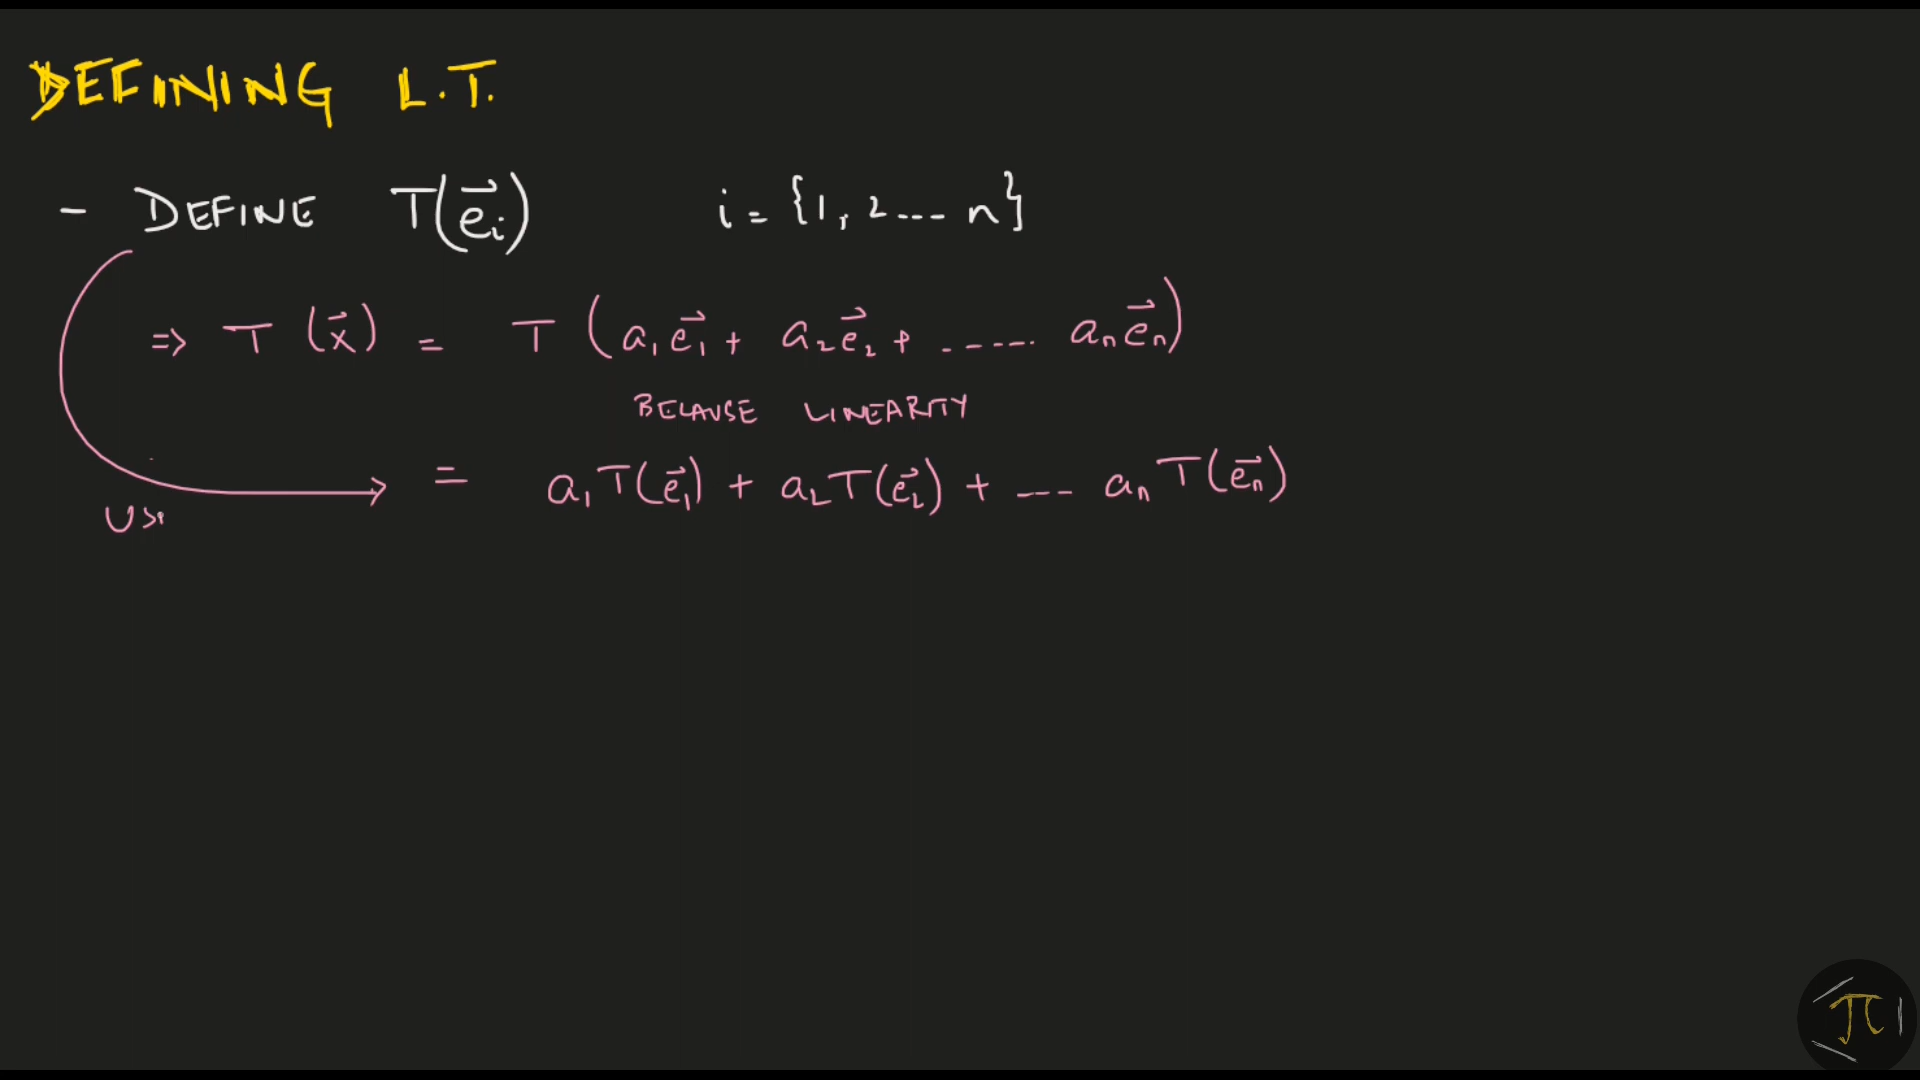 DEFINING L.T.
- DEFINE T(e⃗ᵢ) i = {1, 2 --- n}
=> T (x⃗) = T (a₁e⃗₁ + a₂e⃗₂ + ...... aₙe⃗ₙ)
BECAUSE LINEARITY
= a₁T(e⃗₁) + a₂T(e⃗₂) + --- aₙT(e⃗ₙ)
π